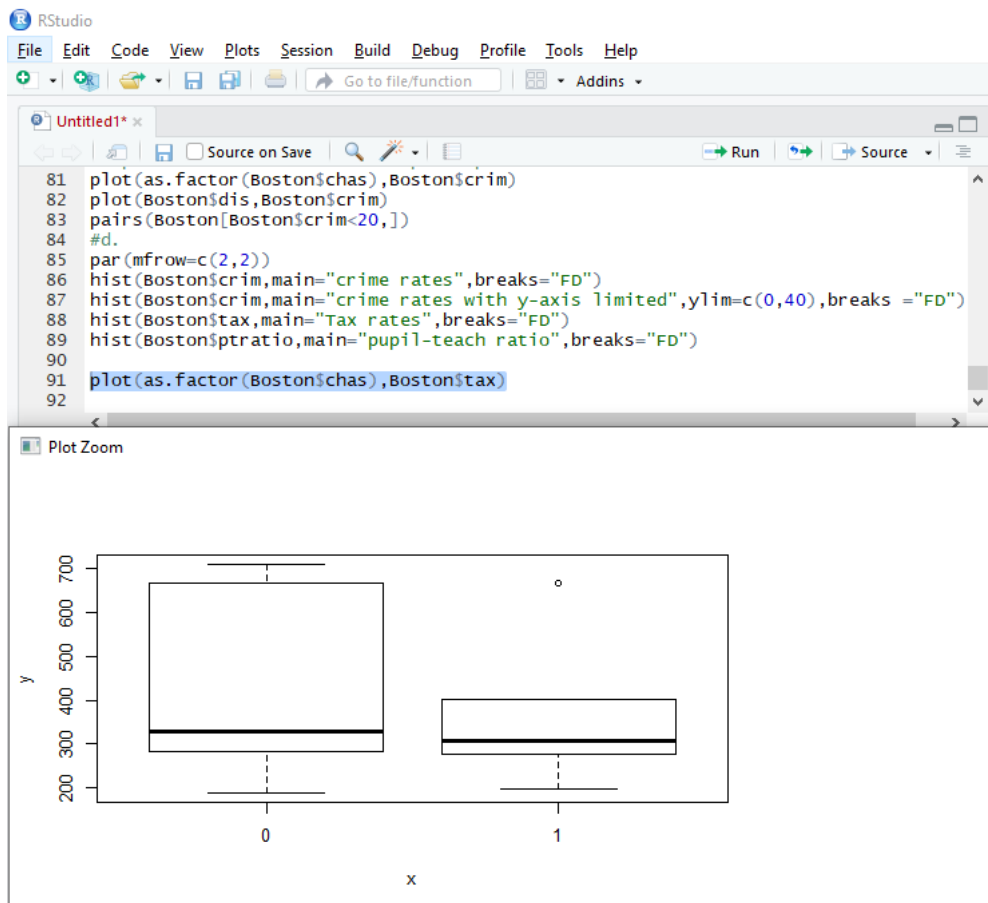 RStudio
File Edit Code View Plots Session Build Debug Profile Tools Help
Go to file/function Addins
Untitled1*
Source on Save Run Source
81 plot(as.factor(Boston$chas),Boston$crim)
82 plot(Boston$dis,Boston$crim)
83 pairs(Boston[Boston$crim<20,])
84 #d.
85 par(mfrow=c(2,2))
86 hist(Boston$crim,main="crime rates",breaks="FD")
87 hist(Boston$crim,main="crime rates with y-axis limited",ylim=c(0,40),breaks ="FD")
88 hist(Boston$tax,main="Tax rates",breaks="FD")
89 hist(Boston$ptratio,main="pupil-teach ratio",breaks="FD")
90
91 plot(as.factor(Boston$chas),Boston$tax)
92
Plot Zoom
700
600
500
400
300
200
y
0 1
x